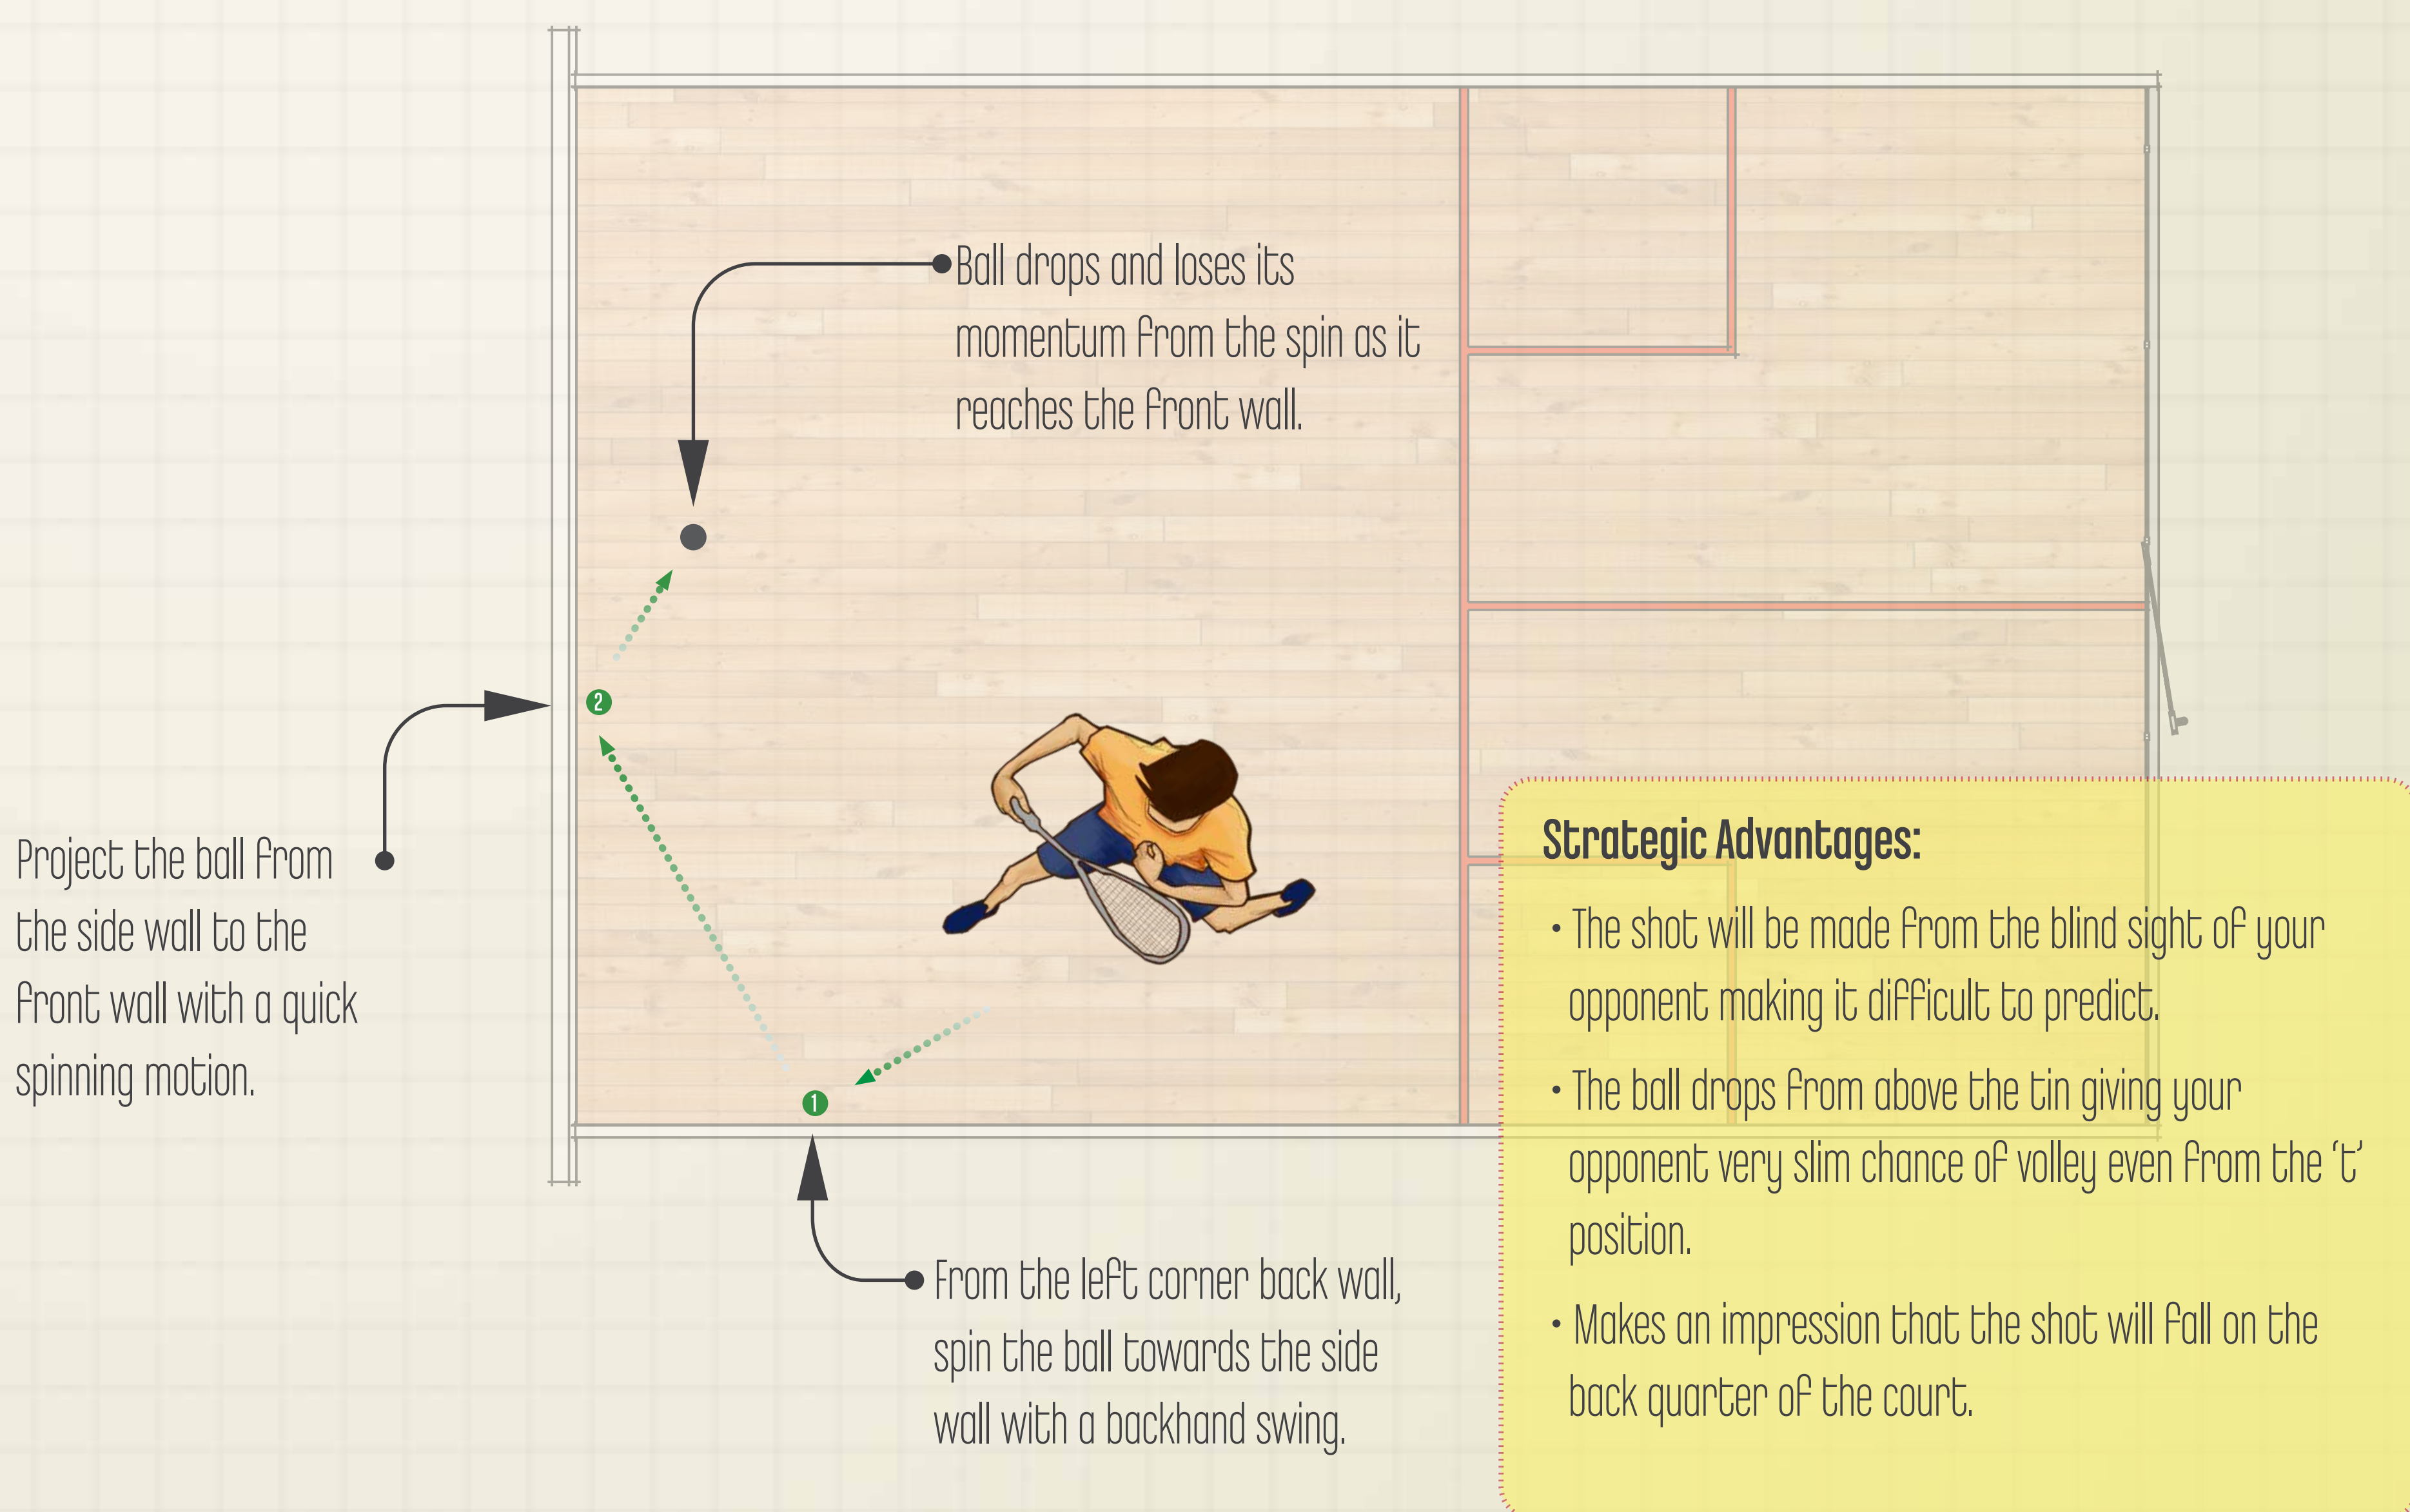 Ball drops and loses its
momentum from the spin as it
reaches the front wall.
2
Project the ball from
the side wall to the
front wall with a quick
spinning motion.
1
From the left corner back wall,
spin the ball towards the side
wall with a backhand swing.
Strategic Advantages:
• The shot will be made from the blind sight of your
opponent making it difficult to predict.
• The ball drops from above the tin giving your
opponent very slim chance of volley even from the ‘t’
position.
• Makes an impression that the shot will fall on the
back quarter of the court.